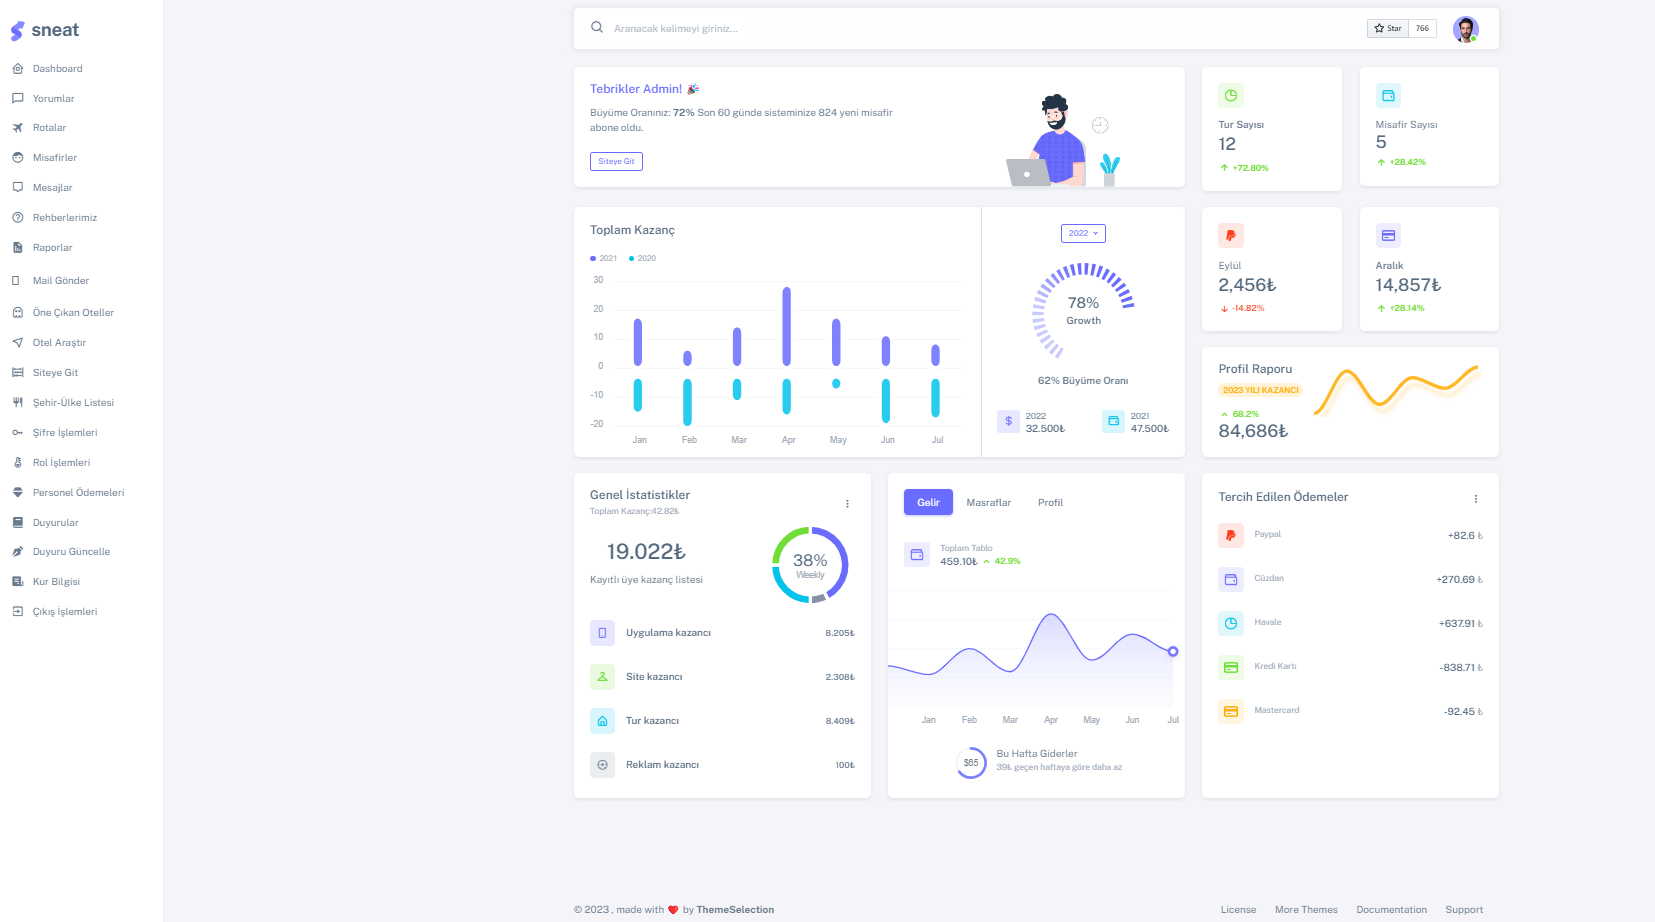 sneat
Dashboard
Yorumlar
Rotalar
Misafirler
Mesajlar
Rehberlerimiz
Raporlar
Mail Gönder
Öne Çıkan Oteller
Otel Araştır
Siteye Git
Şehir-Ülke Listesi
Şifre İşlemleri
Rol İşlemleri
Personel Ödemeleri
Duyurular
Duyuru Güncelle
Kur Bilgisi
Çıkış İşlemleri
Aranacak kelimeyi giriniz...
Star 766
Tebrikler Admin! 🎉
Büyüme Oranınız: 72% Son 60 günde sisteminize 824 yeni misafir
abone oldu.
Siteye Git
Tur Sayısı
12
+72.80%
Misafir Sayısı
5
+28.42%
Toplam Kazanç
2021 2020
30
20
10
0
-10
-20
Jan Feb Mar Apr May Jun Jul
2022
78%
Growth
62% Büyüme Oranı
2022
32.500₺
2021
47.500₺
Eylül
2,456₺
-14.82%
Aralık
14,857₺
+28.14%
Profil Raporu
2023 YILI KAZANCI
68.2%
84,686₺
Genel İstatistikler
Toplam Kazanç:42.82₺
19.022₺
Kayıtlı üye kazanç listesi
38%
Weekly
Uygulama kazancı 8.205₺
Site kazancı 2.308₺
Tur kazancı 8.409₺
Reklam kazancı 100₺
Gelir Masraflar Profil
Toplam Tablo
459.10₺ 42.9%
Jan Feb Mar Apr May Jun Jul
$65
Bu Hafta Giderler
39₺ geçen haftaya göre daha az
Tercih Edilen Ödemeler
Paypal +82.6 ₺
Cüzdan +270.69 ₺
Havale +637.91 ₺
Kredi Kartı -838.71 ₺
Mastercard -92.45 ₺
© 2023 , made with ❤️ by ThemeSelection
License More Themes Documentation Support